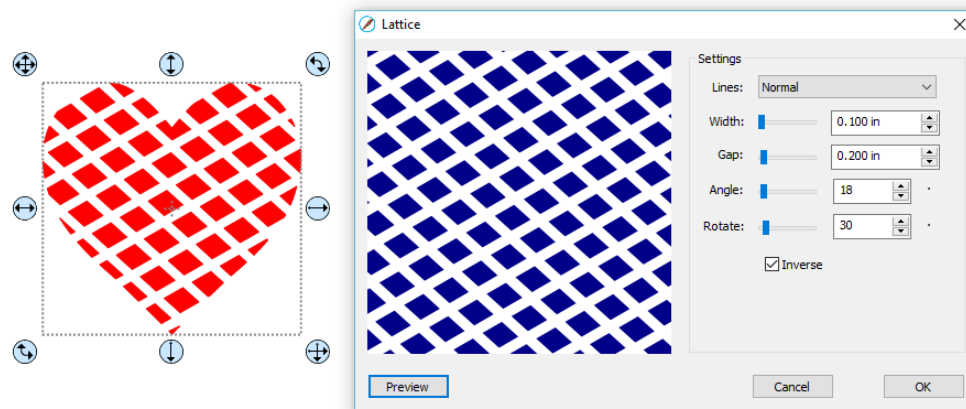 Lattice
Settings
Lines: Normal
Width: 0.100 in
Gap: 0.200 in
Angle: 18
Rotate: 30
Inverse
Preview Cancel OK